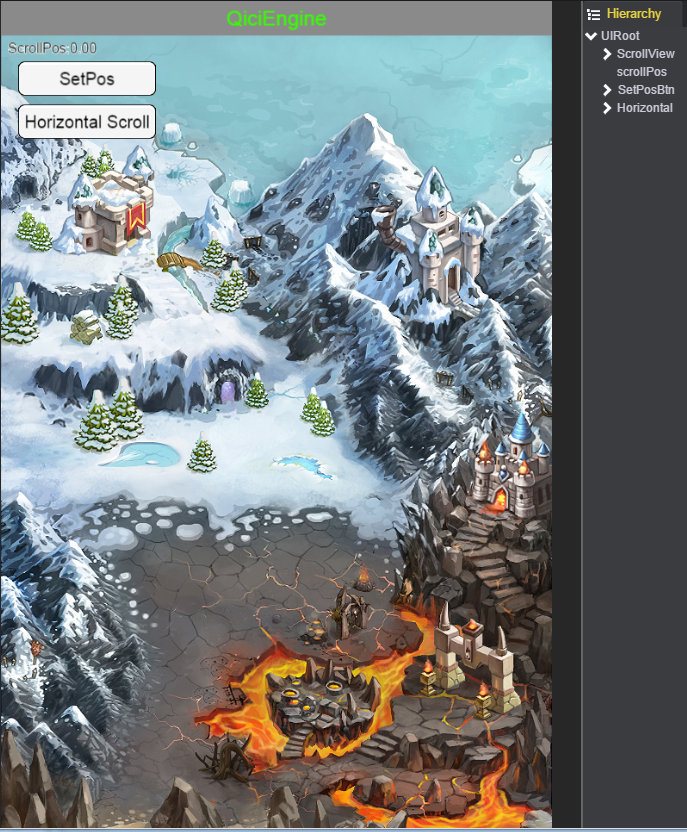 QiciEngine
ScrollPos:0.00
SetPos
Horizontal Scroll
Hierarchy
UIRoot
ScrollView
scrollPos
SetPosBtn
Horizontal